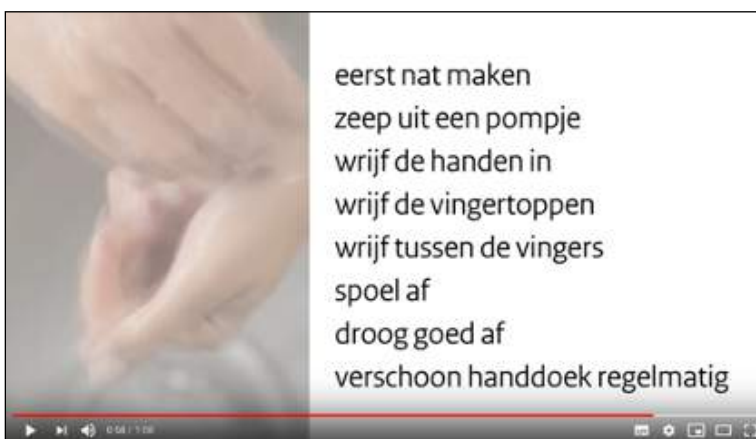 eerst nat maken
zeep uit een pompje
wrijf de handen in
wrijf de vingertoppen
wrijf tussen de vingers
spoel af
droog goed af
verschoon handdoek regelmatig